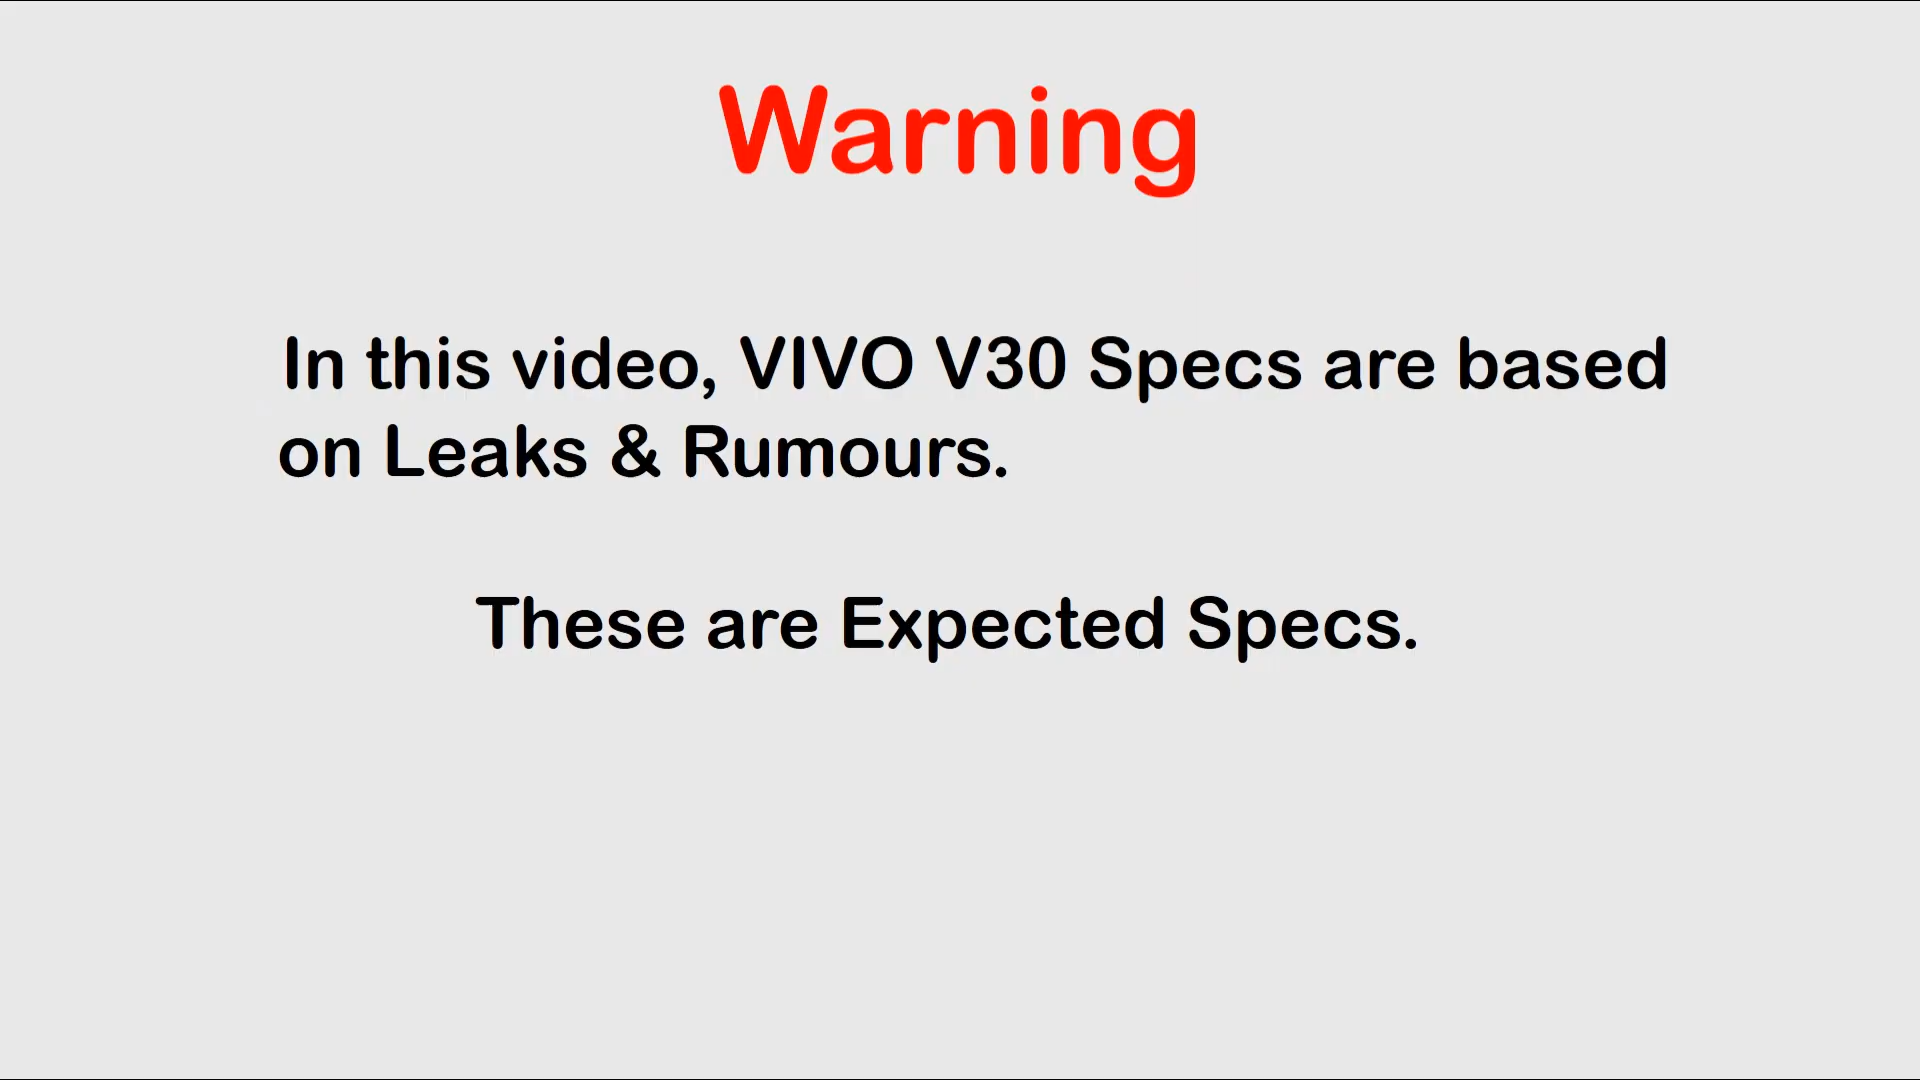 Warning
In this video, VIVO V30 Specs are based
on Leaks & Rumours.
These are Expected Specs.